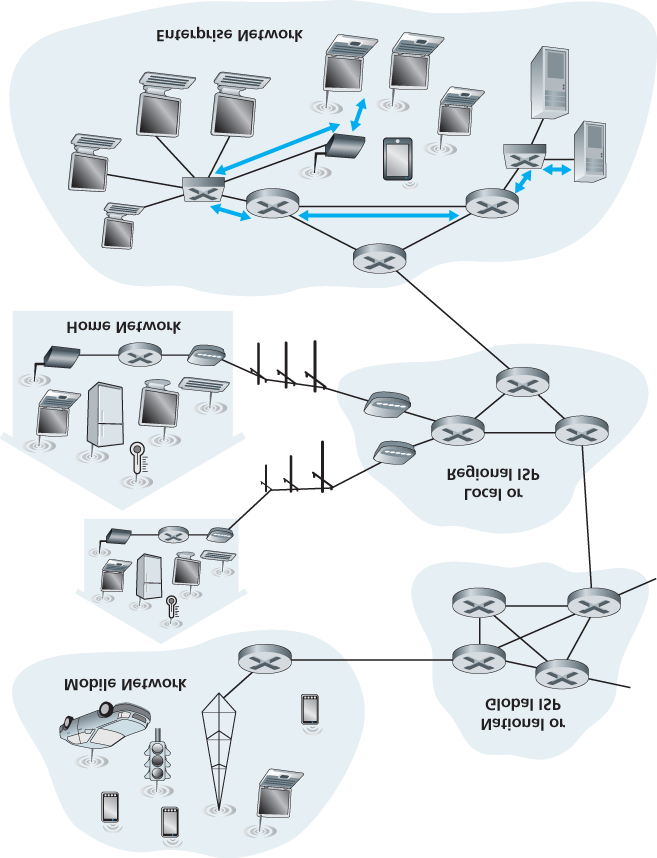 Enterprise Network
Home Network
Regional ISP
Local or
Mobile Network
Global ISP
National or